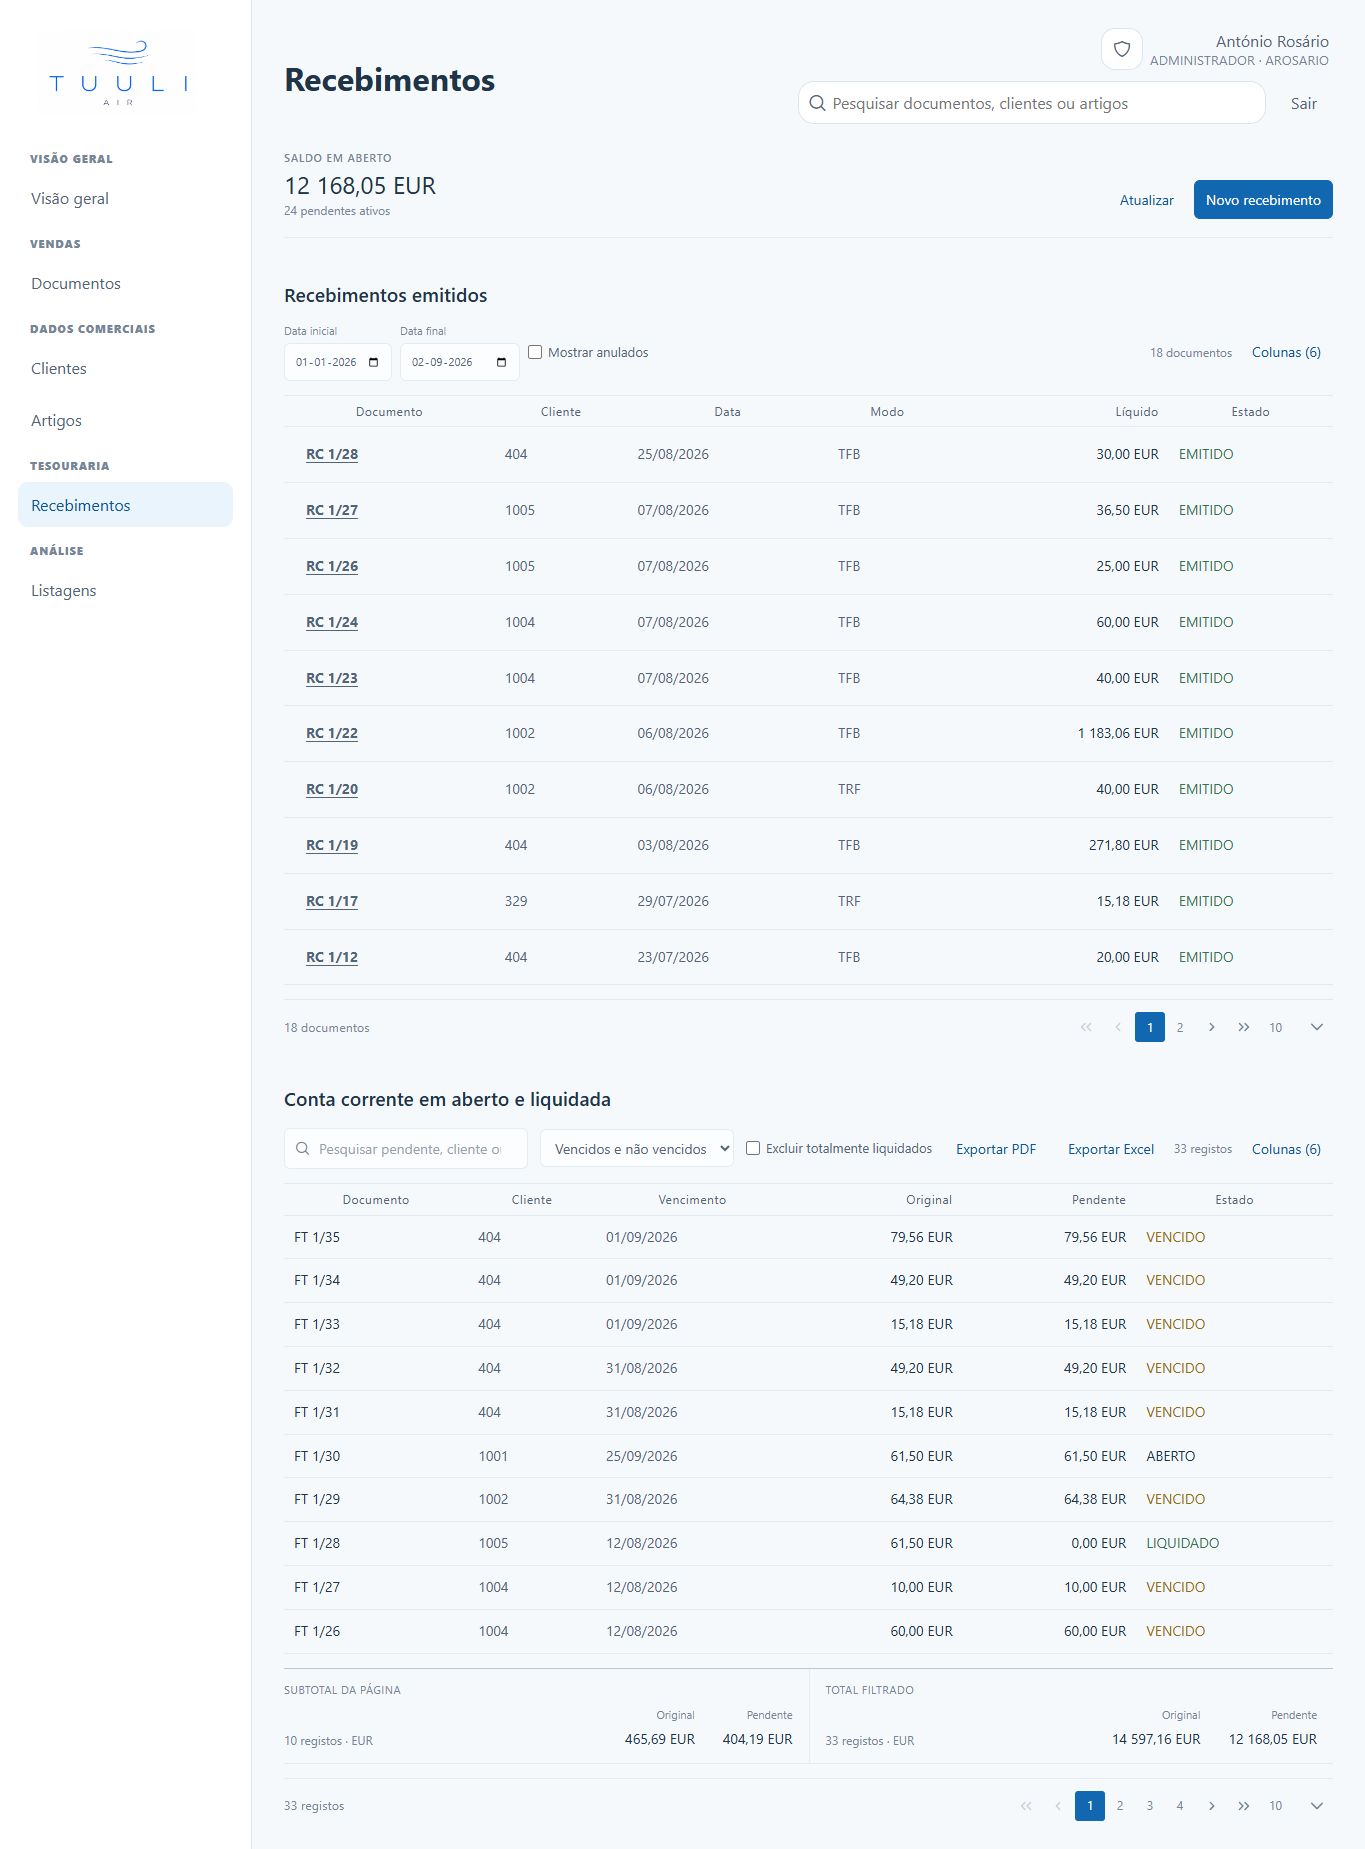 TUULI
AIR
VISÃO GERAL
Visão geral
VENDAS
Documentos
DADOS COMERCIAIS
Clientes
Artigos
TESOURARIA
Recebimentos
ANÁLISE
Listagens
António Rosário
ADMINISTRADOR · AROSARIO
Recebimentos
Pesquisar documentos, clientes ou artigos
Sair
SALDO EM ABERTO
12 168,05 EUR
24 pendentes ativos
Atualizar Novo recebimento
Recebimentos emitidos
Data inicial Data final
01-01-2026 02-09-2026 Mostrar anulados 18 documentos Colunas (6)
Documento Cliente Data Modo Líquido Estado
RC 1/28 404 25/08/2026 TFB 30,00 EUR EMITIDO
RC 1/27 1005 07/08/2026 TFB 36,50 EUR EMITIDO
RC 1/26 1005 07/08/2026 TFB 25,00 EUR EMITIDO
RC 1/24 1004 07/08/2026 TFB 60,00 EUR EMITIDO
RC 1/23 1004 07/08/2026 TFB 40,00 EUR EMITIDO
RC 1/22 1002 06/08/2026 TFB 1 183,06 EUR EMITIDO
RC 1/20 1002 06/08/2026 TRF 40,00 EUR EMITIDO
RC 1/19 404 03/08/2026 TFB 271,80 EUR EMITIDO
RC 1/17 329 29/07/2026 TRF 15,18 EUR EMITIDO
RC 1/12 404 23/07/2026 TFB 20,00 EUR EMITIDO
18 documentos « ‹ 1 2 › » 10
Conta corrente em aberto e liquidada
Pesquisar pendente, cliente o Vencidos e não vencidos Excluir totalmente liquidados Exportar PDF Exportar Excel 33 registos Colunas (6)
Documento Cliente Vencimento Original Pendente Estado
FT 1/35 404 01/09/2026 79,56 EUR 79,56 EUR VENCIDO
FT 1/34 404 01/09/2026 49,20 EUR 49,20 EUR VENCIDO
FT 1/33 404 01/09/2026 15,18 EUR 15,18 EUR VENCIDO
FT 1/32 404 31/08/2026 49,20 EUR 49,20 EUR VENCIDO
FT 1/31 404 31/08/2026 15,18 EUR 15,18 EUR VENCIDO
FT 1/30 1001 25/09/2026 61,50 EUR 61,50 EUR ABERTO
FT 1/29 1002 31/08/2026 64,38 EUR 64,38 EUR VENCIDO
FT 1/28 1005 12/08/2026 61,50 EUR 0,00 EUR LIQUIDADO
FT 1/27 1004 12/08/2026 10,00 EUR 10,00 EUR VENCIDO
FT 1/26 1004 12/08/2026 60,00 EUR 60,00 EUR VENCIDO
SUBTOTAL DA PÁGINA
Original Pendente
10 registos · EUR 465,69 EUR 404,19 EUR
TOTAL FILTRADO
Original Pendente
33 registos · EUR 14 597,16 EUR 12 168,05 EUR
33 registos « ‹ 1 2 3 4 › » 10